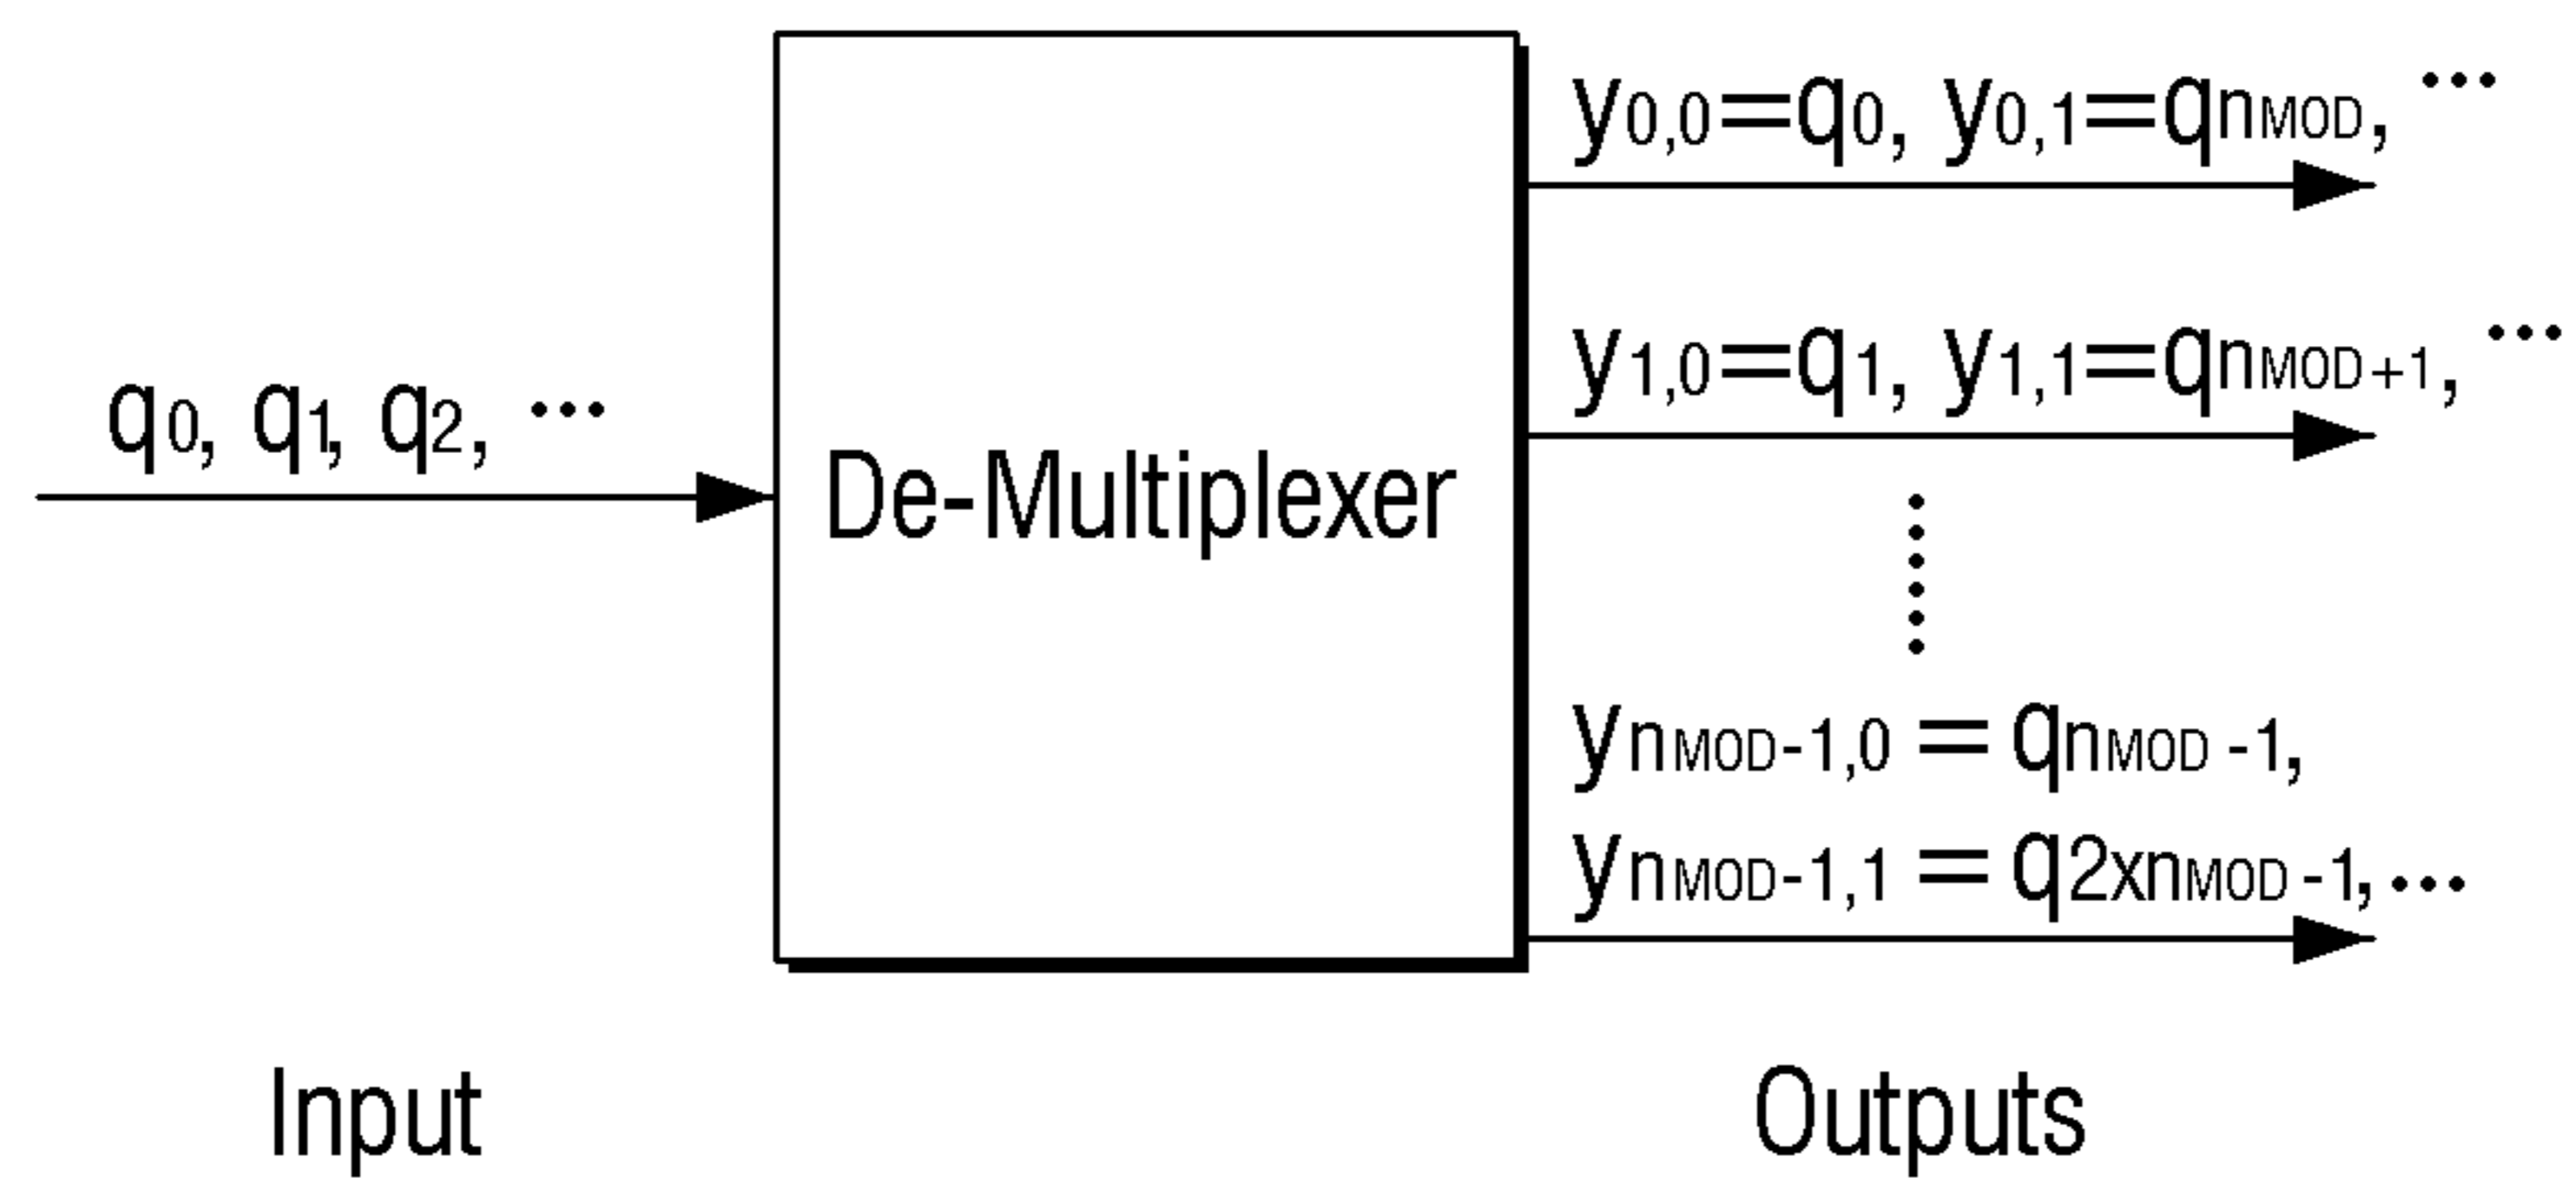 y0,0=q0, y0,1=qnMOD, •••
y1,0=q1, y1,1=qnMOD+1, •••
q0, q1, q2, •••
De-Multiplexer
ynMOD-1,0 = qnMOD -1,
ynMOD-1,1 = q2xnMOD -1, •••
Input
Outputs